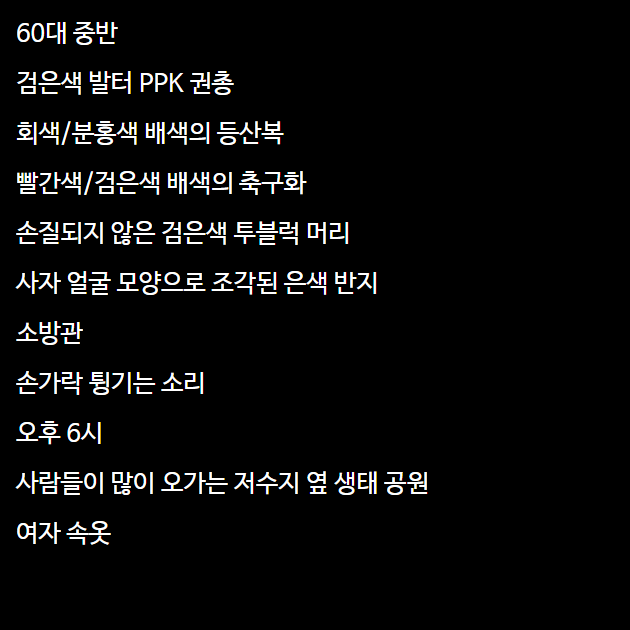 60대 중반
검은색 발터 PPK 권총
회색/분홍색 배색의 등산복
빨간색/검은색 배색의 축구화
손질되지 않은 검은색 투블럭 머리
사자 얼굴 모양으로 조각된 은색 반지
소방관
손가락 튕기는 소리
오후 6시
사람들이 많이 오가는 저수지 옆 생태 공원
여자 속옷